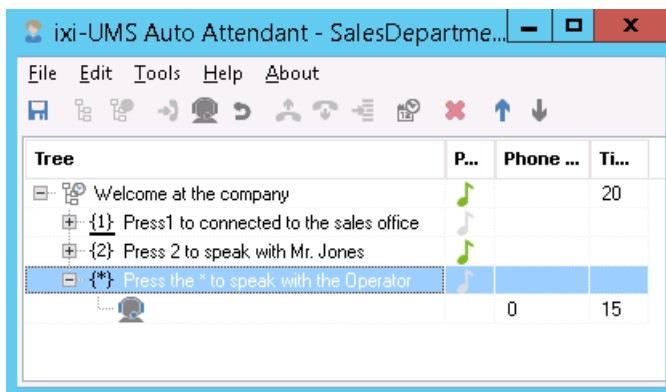 ixi-UMS Auto Attendant - SalesDepartme...
File Edit Tools Help About
12
Tree P... Phone ... Ti...
Welcome at the company 20
{1} Press1 to connected to the sales office
{2} Press 2 to speak with Mr. Jones
{*} Press the * to speak with the Operator
0 15